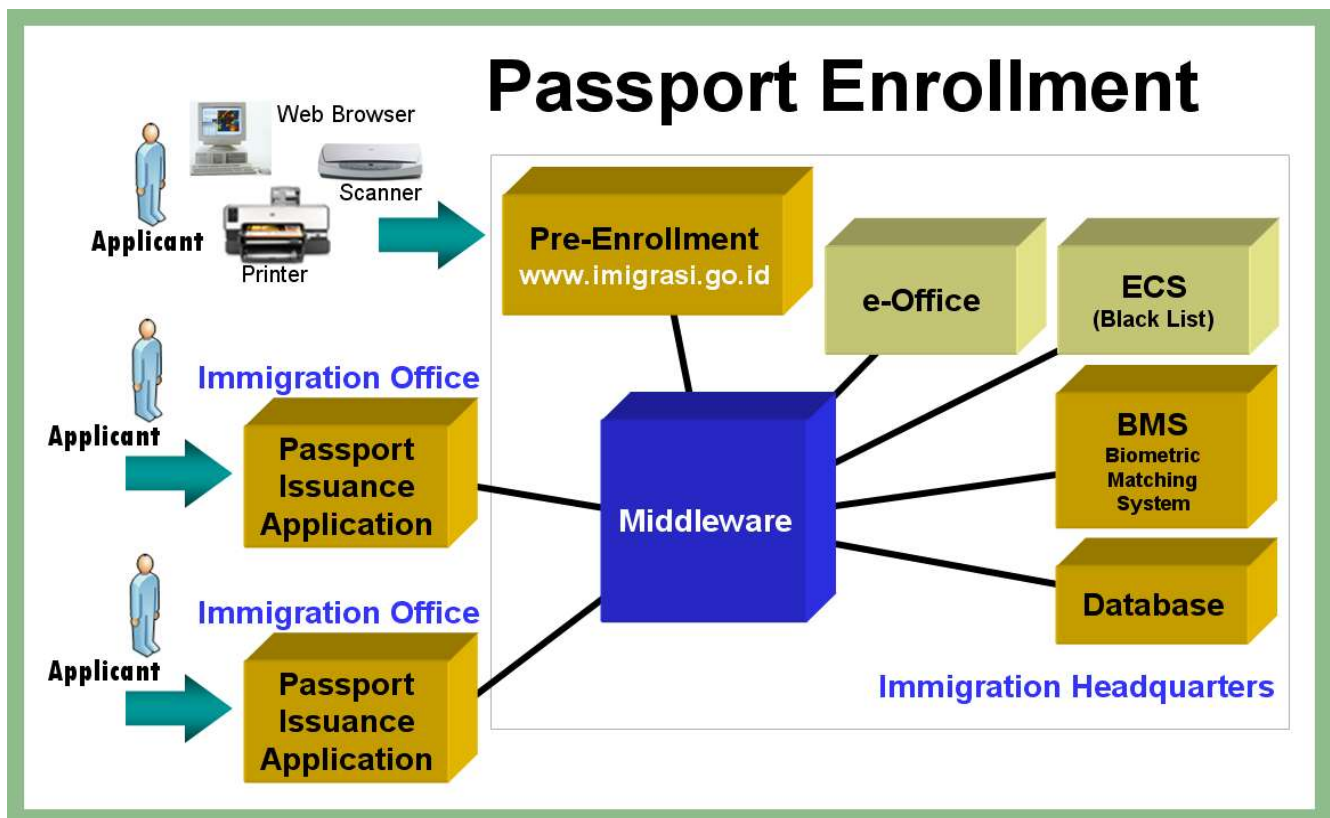 Passport Enrollment
Web Browser
Scanner
Applicant
Printer
Pre-Enrollment
www.imigrasi.go.id
e-Office
ECS
(Black List)
Applicant
Immigration Office
Passport
Issuance
Application
Middleware
BMS
Biometric
Matching
System
Database
Applicant
Immigration Office
Passport
Issuance
Application
Immigration Headquarters